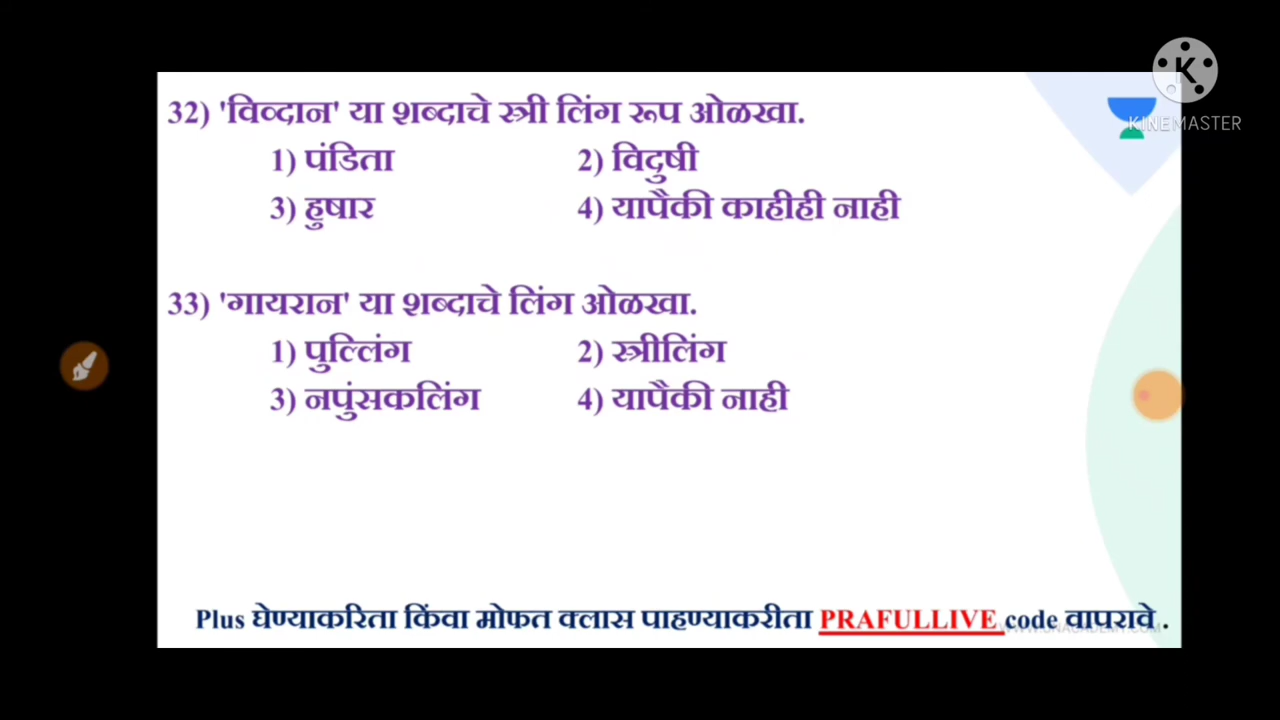 32) 'विव्दान' या शब्दाचे स्त्री लिंग रूप ओळखा.
1) पंडिता 2) विदुषी
3) हुषार 4) यापैकी काहीही नाही
33) 'गायरान' या शब्दाचे लिंग ओळखा.
1) पुल्लिंग 2) स्त्रीलिंग
3) नपुंसकलिंग 4) यापैकी नाही
Plus घेण्याकरिता किंवा मोफत क्लास पाहण्याकरीता PRAFULLIVE code वापरावे .
K
KINEMASTER